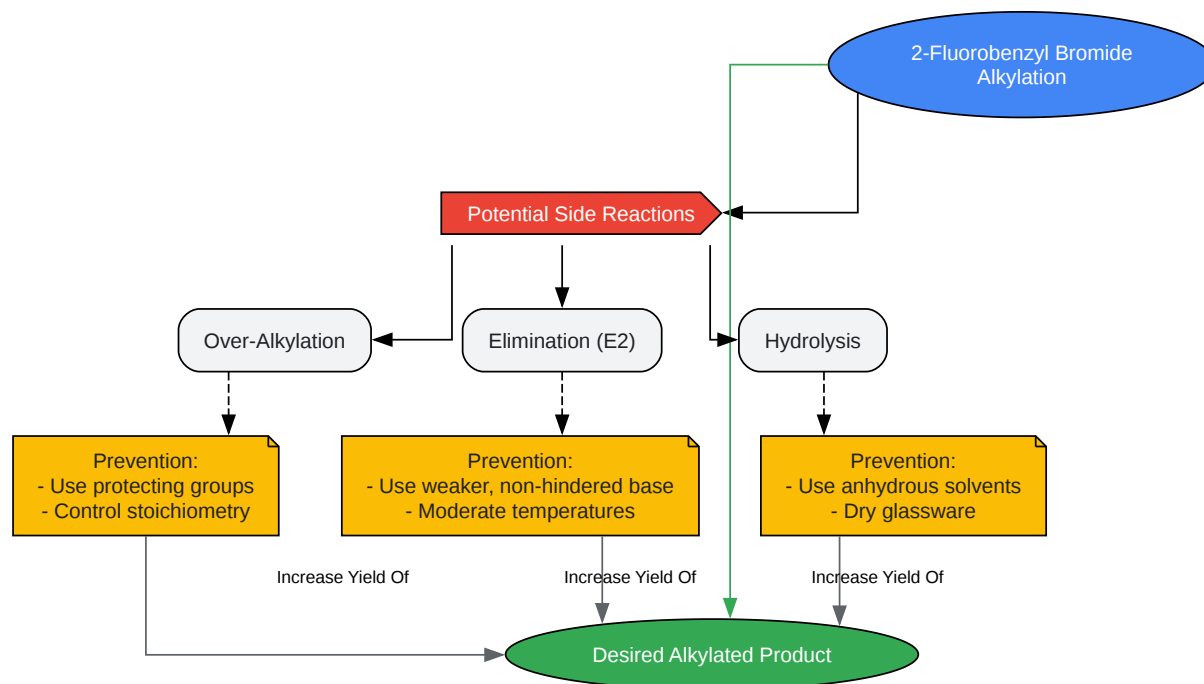 2-Fluorobenzyl Bromide
Alkylation
Potential Side Reactions
Over-Alkylation
Elimination (E2)
Hydrolysis
Prevention:
- Use protecting groups
- Control stoichiometry
Prevention:
- Use weaker, non-hindered base
- Moderate temperatures
Prevention:
- Use anhydrous solvents
- Dry glassware
Increase Yield Of
Increase Yield Of
Increase Yield Of
Desired Alkylated Product